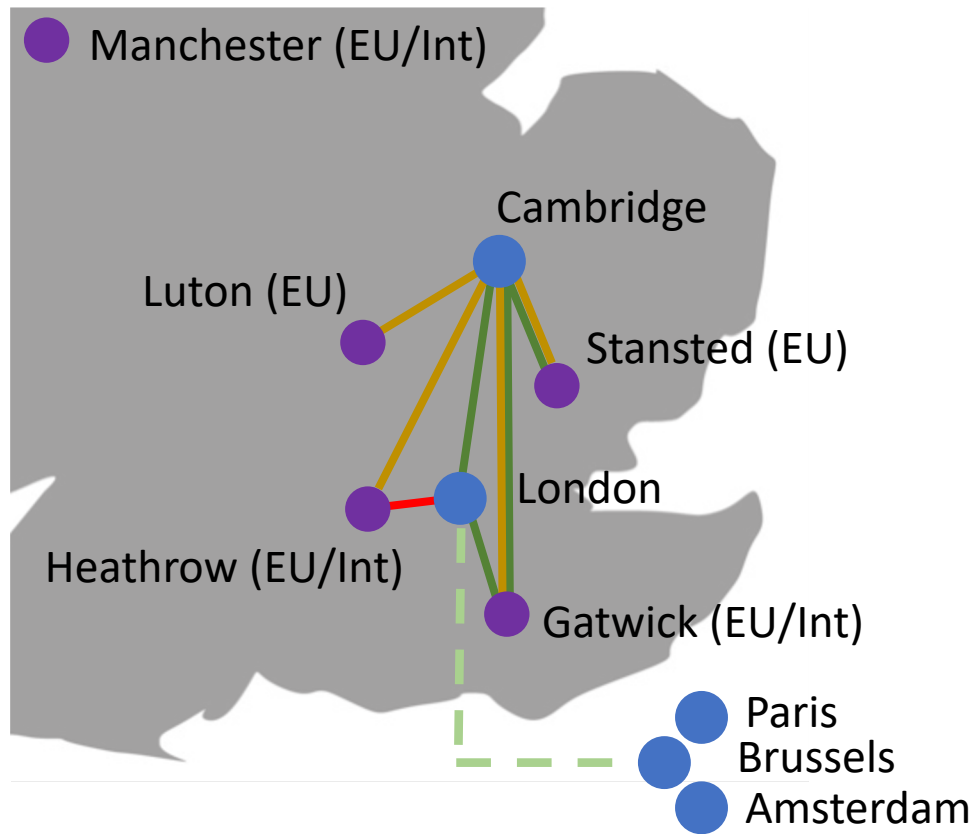 Manchester (EU/Int)
Cambridge
Luton (EU)
Stansted (EU)
London
Heathrow (EU/Int)
Gatwick (EU/Int)
Paris
Brussels
Amsterdam